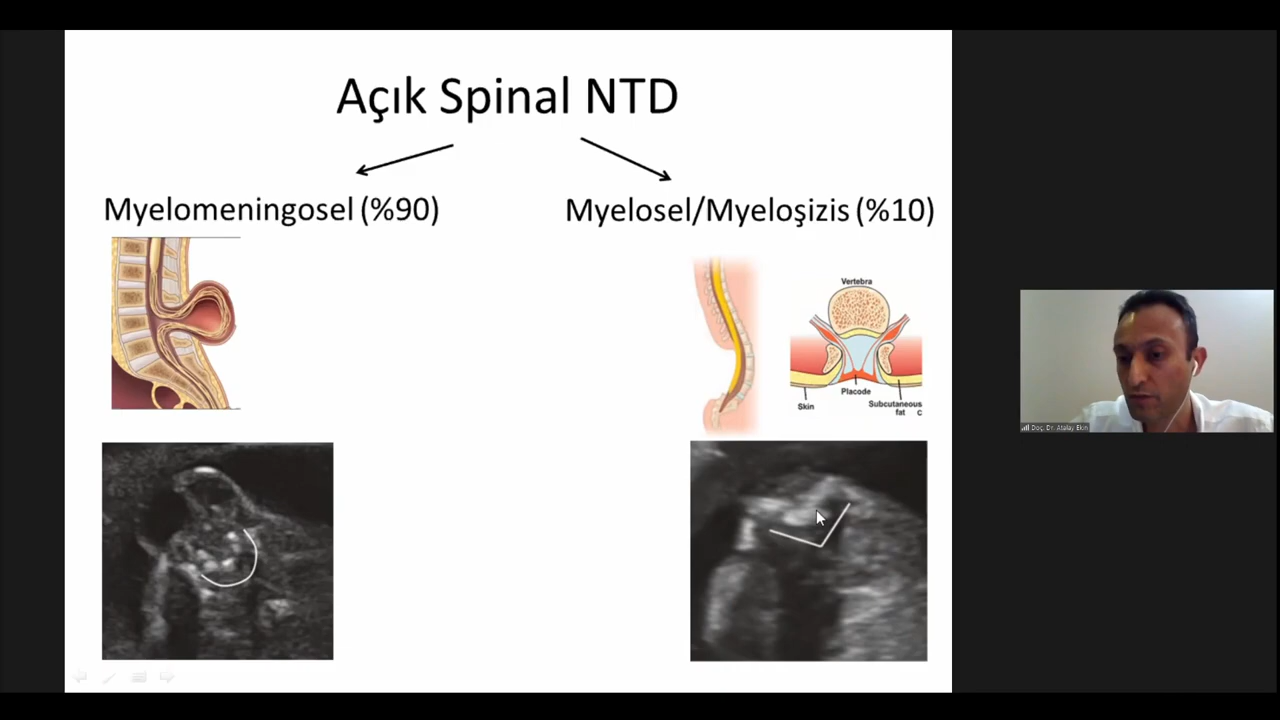 Açık Spinal NTD
Myelomeningosel (%90)
Myelosel/Myeloşizis (%10)
Vertebra
Placode
Skin
Subcutaneous
fat
C
Doç. Dr. Atalay Ekin